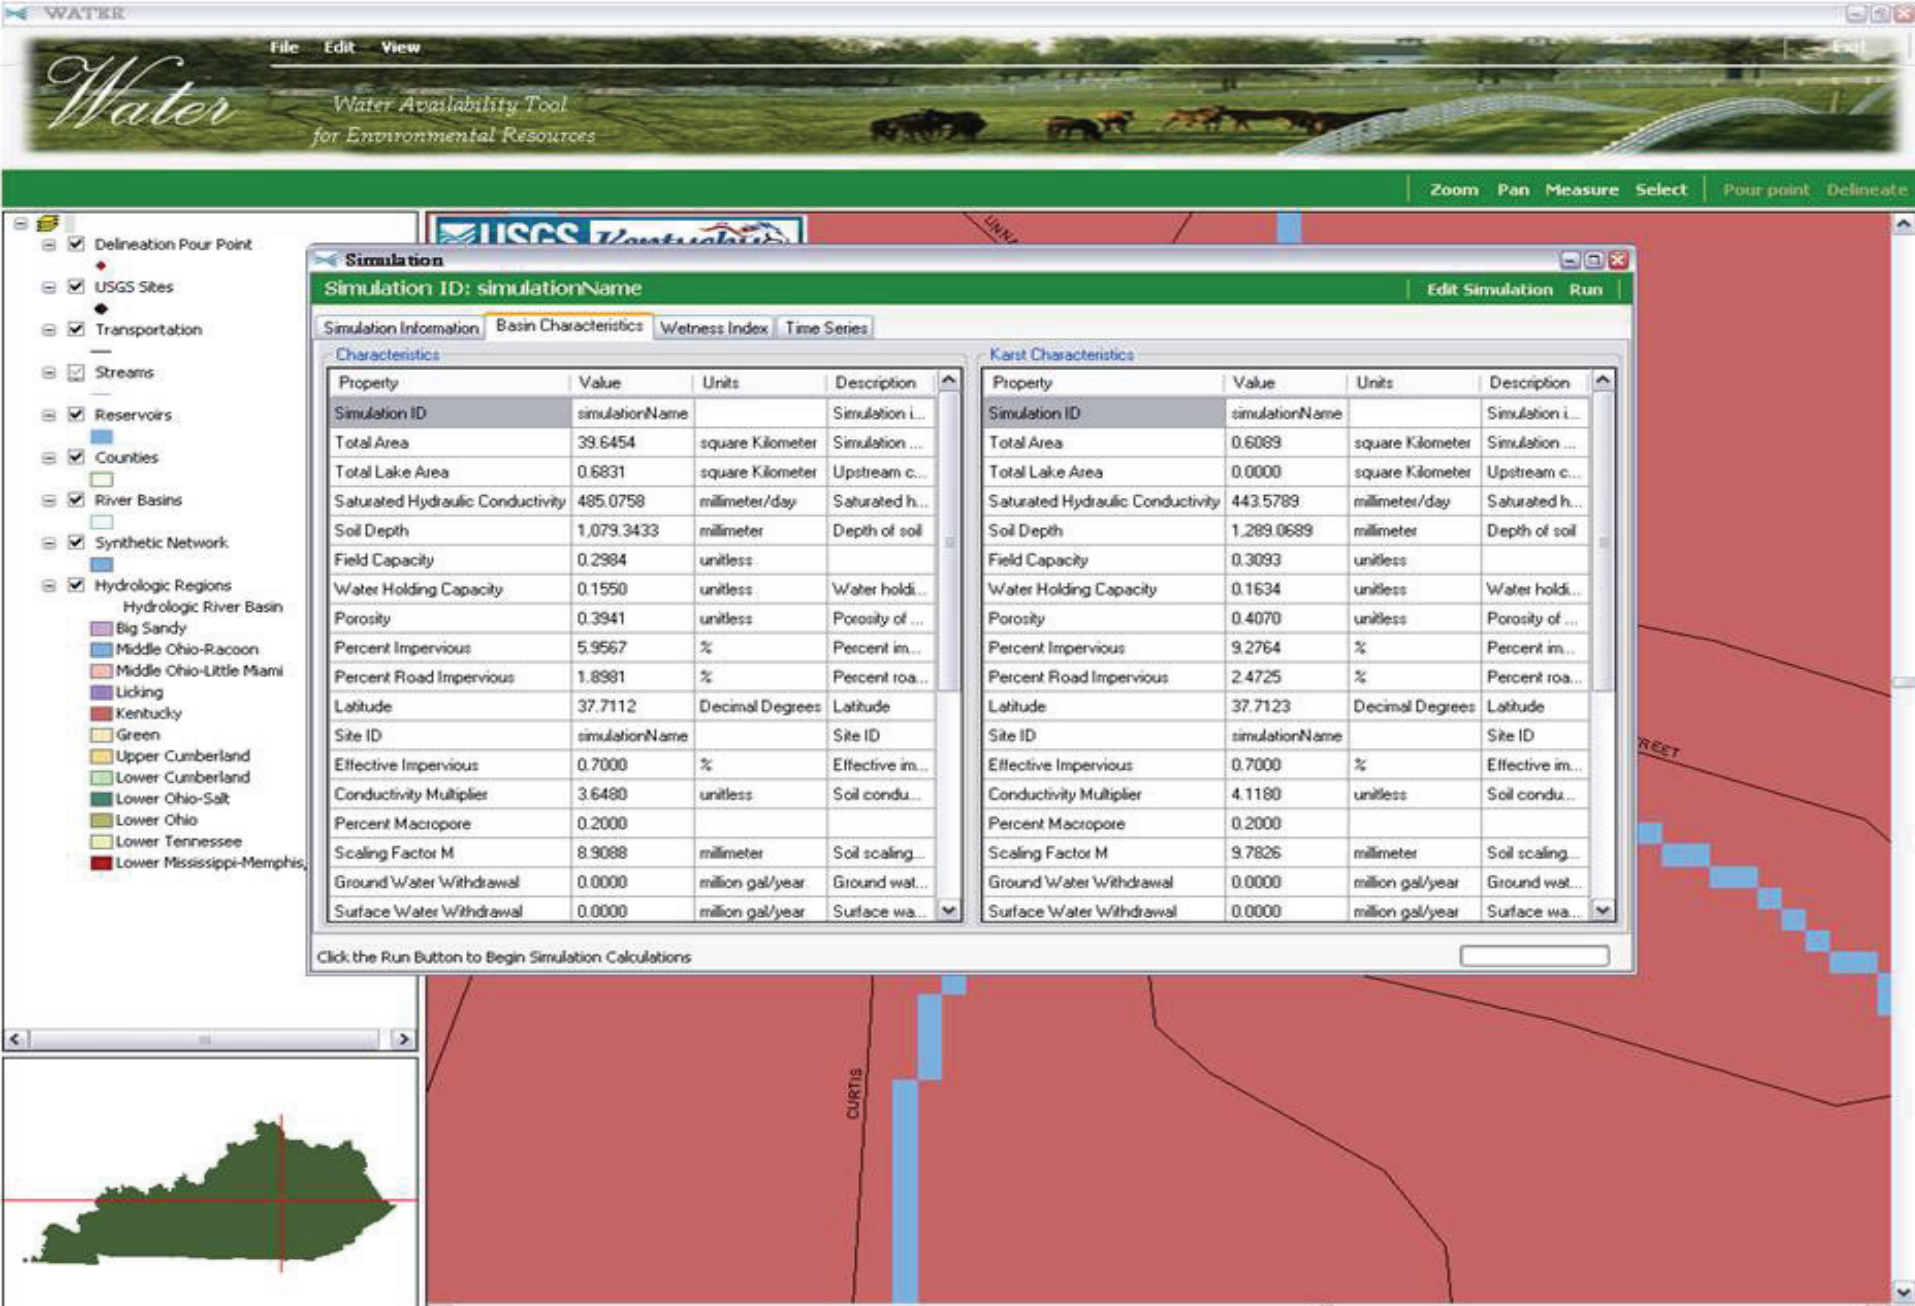 WATER
File Edit View Exit
Water
Water Availability Tool
for Environmental Resources
Zoom Pan Measure Select Pour point Delineate
Delineation Pour Point
USGS Sites
Transportation
Streams
Reservoirs
Counties
River Basins
Synthetic Network
Hydrologic Regions
Hydrologic River Basin
Big Sandy
Middle Ohio-Racoon
Middle Ohio-Little Miami
Licking
Kentucky
Green
Upper Cumberland
Lower Cumberland
Lower Ohio-Salt
Lower Ohio
Lower Tennessee
Lower Mississippi-Memphis,
USGS Kentucky
Simulation
Simulation ID: simulationName
Edit Simulation Run
Simulation Information Basin Characteristics Wetness Index Time Series
Characteristics
Property Value Units Description
Simulation ID simulationName Simulation i...
Total Area 39.6454 square Kilometer Simulation ...
Total Lake Area 0.6831 square Kilometer Upstream c...
Saturated Hydraulic Conductivity 485.0758 millimeter/day Saturated h...
Soil Depth 1,079.3433 millimeter Depth of soil
Field Capacity 0.2984 unitless
Water Holding Capacity 0.1550 unitless Water holdi...
Porosity 0.3941 unitless Porosity of ...
Percent Impervious 5.9567 % Percent im...
Percent Road Impervious 1.8981 % Percent roa...
Latitude 37.7112 Decimal Degrees Latitude
Site ID simulationName Site ID
Effective Impervious 0.7000 % Effective im...
Conductivity Multiplier 3.6480 unitless Soil condu...
Percent Macropore 0.2000
Scaling Factor M 8.9088 millimeter Soil scaling...
Ground Water Withdrawal 0.0000 million gal/year Ground wat...
Surface Water Withdrawal 0.0000 million gal/year Surface wa...
Karst Characteristics
Property Value Units Description
Simulation ID simulationName Simulation i...
Total Area 0.6089 square Kilometer Simulation ...
Total Lake Area 0.0000 square Kilometer Upstream c...
Saturated Hydraulic Conductivity 443.5789 millimeter/day Saturated h...
Soil Depth 1,289.0689 millimeter Depth of soil
Field Capacity 0.3093 unitless
Water Holding Capacity 0.1634 unitless Water holdi...
Porosity 0.4070 unitless Porosity of ...
Percent Impervious 9.2764 % Percent im...
Percent Road Impervious 2.4725 % Percent roa...
Latitude 37.7123 Decimal Degrees Latitude
Site ID simulationName Site ID
Effective Impervious 0.7000 % Effective im...
Conductivity Multiplier 4.1180 unitless Soil condu...
Percent Macropore 0.2000
Scaling Factor M 9.7826 millimeter Soil scaling...
Ground Water Withdrawal 0.0000 million gal/year Ground wat...
Surface Water Withdrawal 0.0000 million gal/year Surface wa...
Click the Run Button to Begin Simulation Calculations
REET
CURTIS